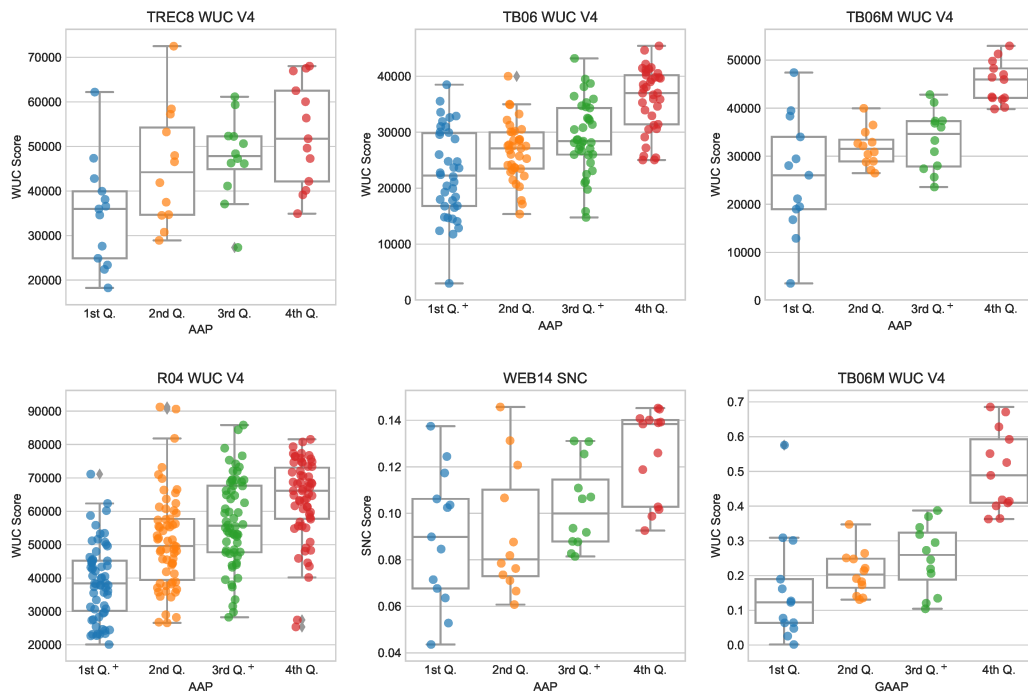 TREC8 WUC V4
WUC Score
70000
60000
50000
40000
30000
20000
1st Q.
2nd Q.
3rd Q.
4th Q.
AAP
TB06 WUC V4
WUC Score
50000
40000
30000
20000
10000
0
1st Q. +
2nd Q.
3rd Q. +
4th Q.
AAP
TB06M WUC V4
WUC Score
50000
40000
30000
20000
10000
0
1st Q.
2nd Q.
3rd Q. +
4th Q.
AAP
R04 WUC V4
WUC Score
90000
80000
70000
60000
50000
40000
30000
20000
1st Q. +
2nd Q.
3rd Q. +
4th Q.
AAP
WEB14 SNC
SNC Score
0.14
0.12
0.10
0.08
0.06
0.04
1st Q.
2nd Q.
3rd Q. +
4th Q.
AAP
TB06M WUC V4
WUC Score
0.7
0.6
0.5
0.4
0.3
0.2
0.1
0.0
1st Q.
2nd Q.
3rd Q. +
4th Q.
GAAP